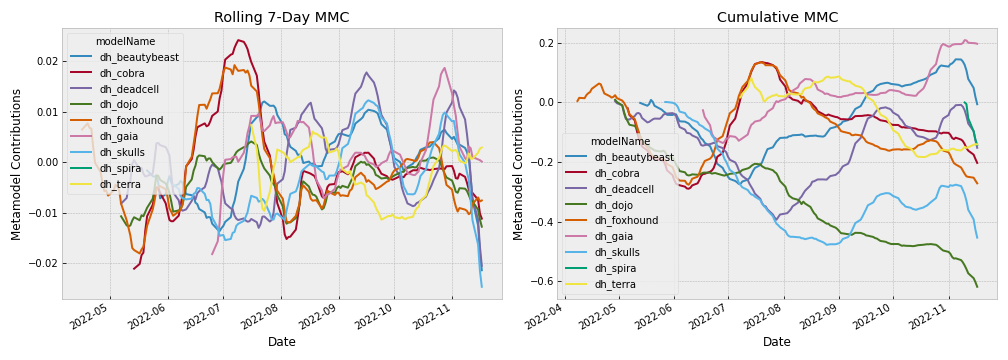 Rolling 7-Day MMC
Metamodel Contributions
0.02
0.01
0.00
−0.01
−0.02
modelName
dh_beautybeast
dh_cobra
dh_deadcell
dh_dojo
dh_foxhound
dh_gaia
dh_skulls
dh_spira
dh_terra
2022-05
2022-06
2022-07
2022-08
2022-09
2022-10
2022-11
Date
Cumulative MMC
Metamodel Contributions
0.2
0.0
−0.2
−0.4
−0.6
modelName
dh_beautybeast
dh_cobra
dh_deadcell
dh_dojo
dh_foxhound
dh_gaia
dh_skulls
dh_spira
dh_terra
2022-04
2022-05
2022-06
2022-07
2022-08
2022-09
2022-10
2022-11
Date